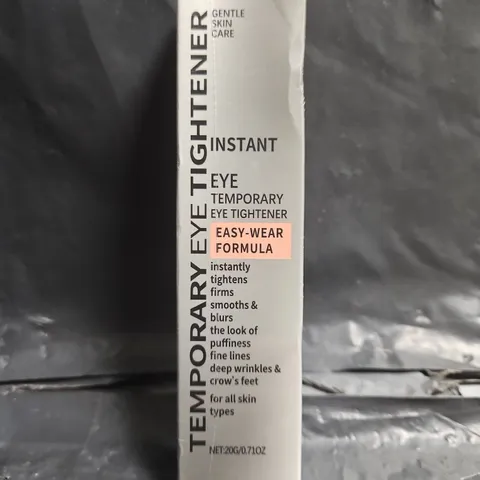 TEMPORARY EYE TIGHTENER
GENTLE
SKIN
CARE
INSTANT
EYE
TEMPORARY
EYE TIGHTENER
EASY-WEAR
FORMULA
instantly
tightens
firms
smooths &
blurs
the look of
puffiness
fine lines
deep wrinkles &
crow's feet
for all skin
types
NET:20G/0.71OZ